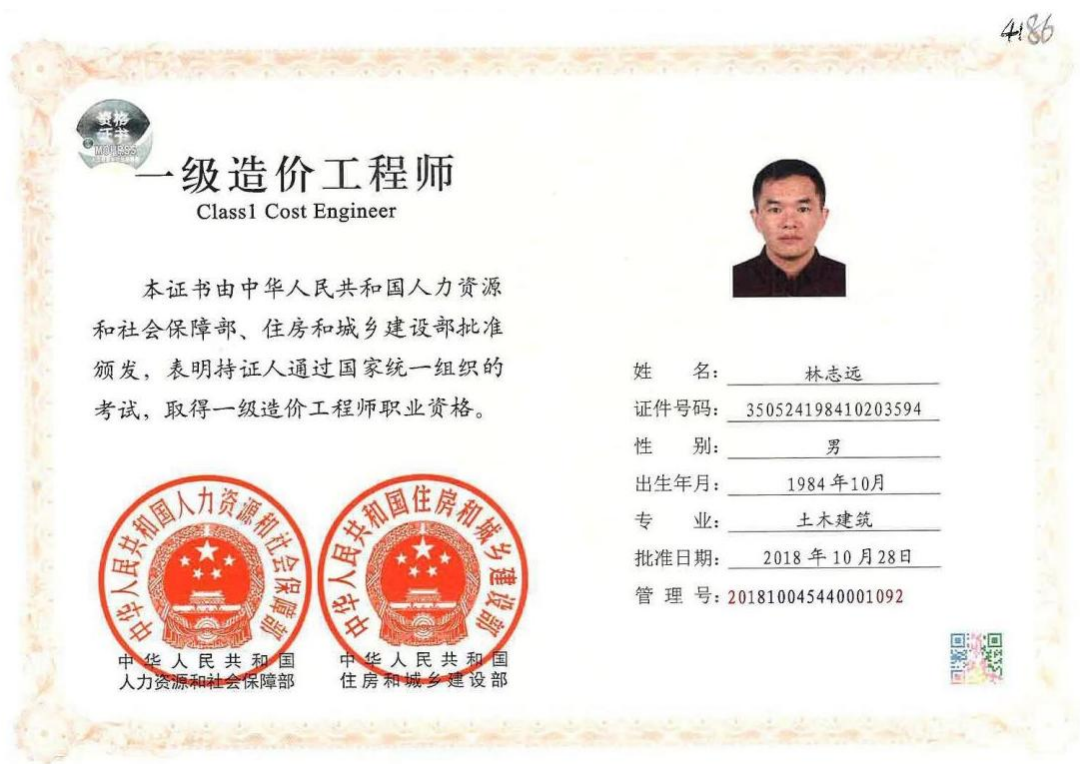 4186
资格
证书
MOHRSS
一级造价工程师
Class1 Cost Engineer
本证书由中华人民共和国人力资源
和社会保障部、住房和城乡建设部批准
颁发，表明持证人通过国家统一组织的
考试，取得一级造价工程师职业资格。
中华人民共和国人力资源和社会保障部
中华人民共和国住房和城乡建设部
中华人民共和国
人力资源和社会保障部
中华人民共和国
住房和城乡建设部
姓 名：林志远
证件号码：350524198410203594
性 别：男
出生年月：1984年10月
专 业：土木建筑
批准日期：2018年10月28日
管理号：201810045440001092